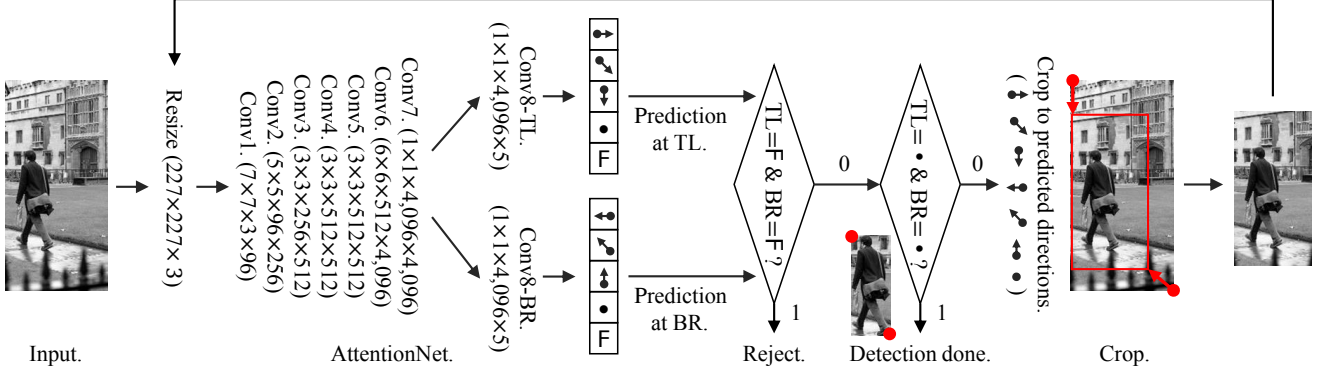 Resize (227×227×3)
Conv1. (7×7×3×96)
Conv2. (5×5×96×256)
Conv3. (3×3×256×512)
Conv4. (3×3×512×512)
Conv5. (3×3×512×512)
Conv6. (6×6×512×4,096)
Conv7. (1×1×4,096×4,096)
Conv8-TL.
(1×1×4,096×5)
Conv8-BR.
(1×1×4,096×5)
F
F
Prediction
at TL.
Prediction
at BR.
TL=F & BR=F ?
0
1
TL= • & BR= • ?
0
1
Crop to predicted directions.
( → ↘ ↓ ← ↖ ↑ • )
Input.
AttentionNet.
Reject.
Detection done.
Crop.